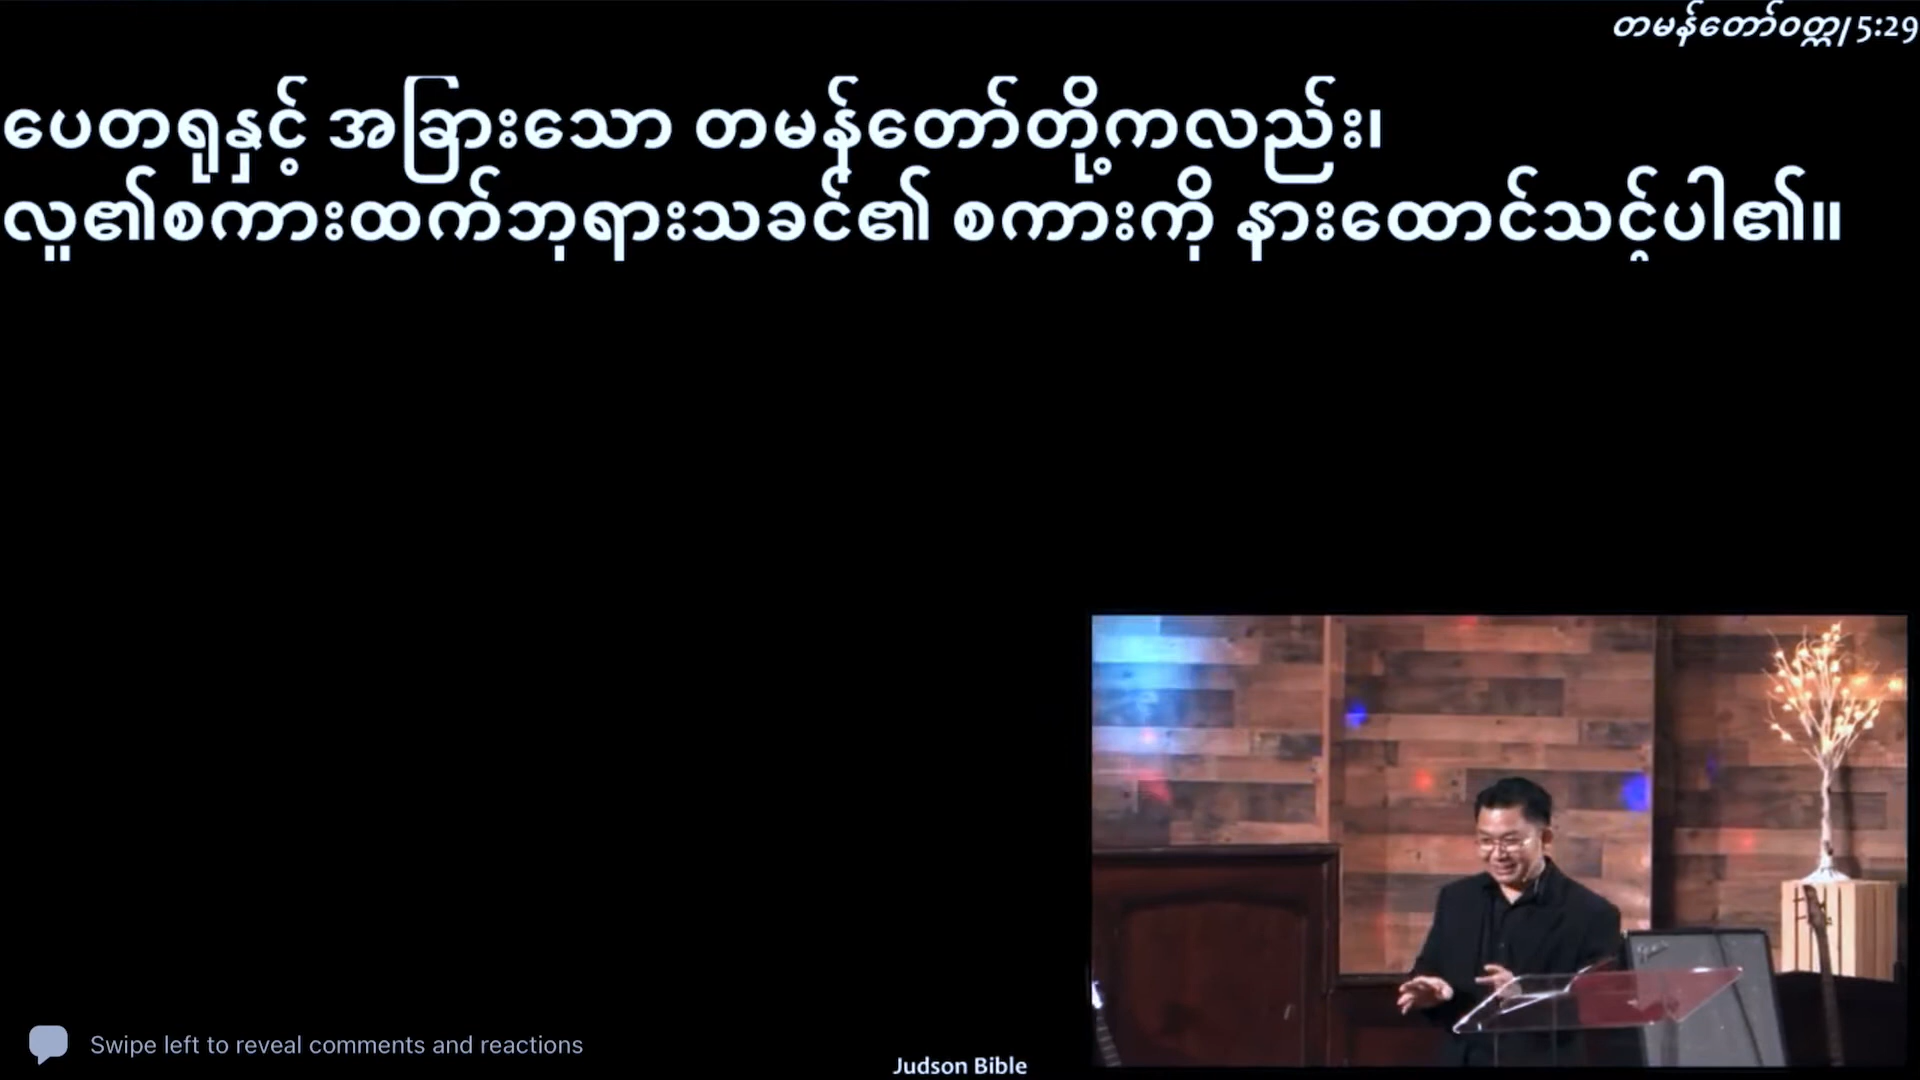 တမန်တော်ဝတ္ထု 5:29
ပေတရုနှင့် အခြားသော တမန်တော်တို့ကလည်း၊
လူ၏စကားထက်ဘုရားသခင်၏ စကားကို နားထောင်သင့်ပါ၏။
Swipe left to reveal comments and reactions
Judson Bible